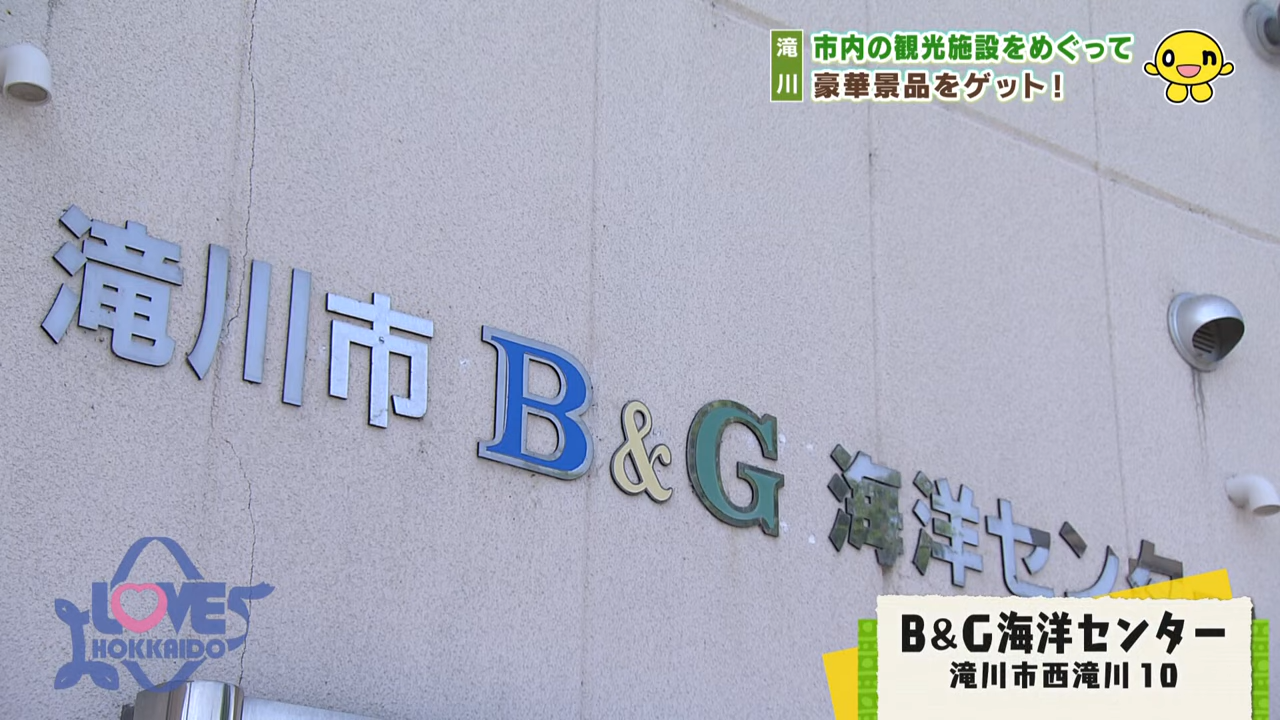 滝川
市内の観光施設をめぐって
豪華景品をゲット!
on
滝川市 B&G 海洋センタ
LOVE
HOKKAIDO
B&G海洋センター
滝川市西滝川10